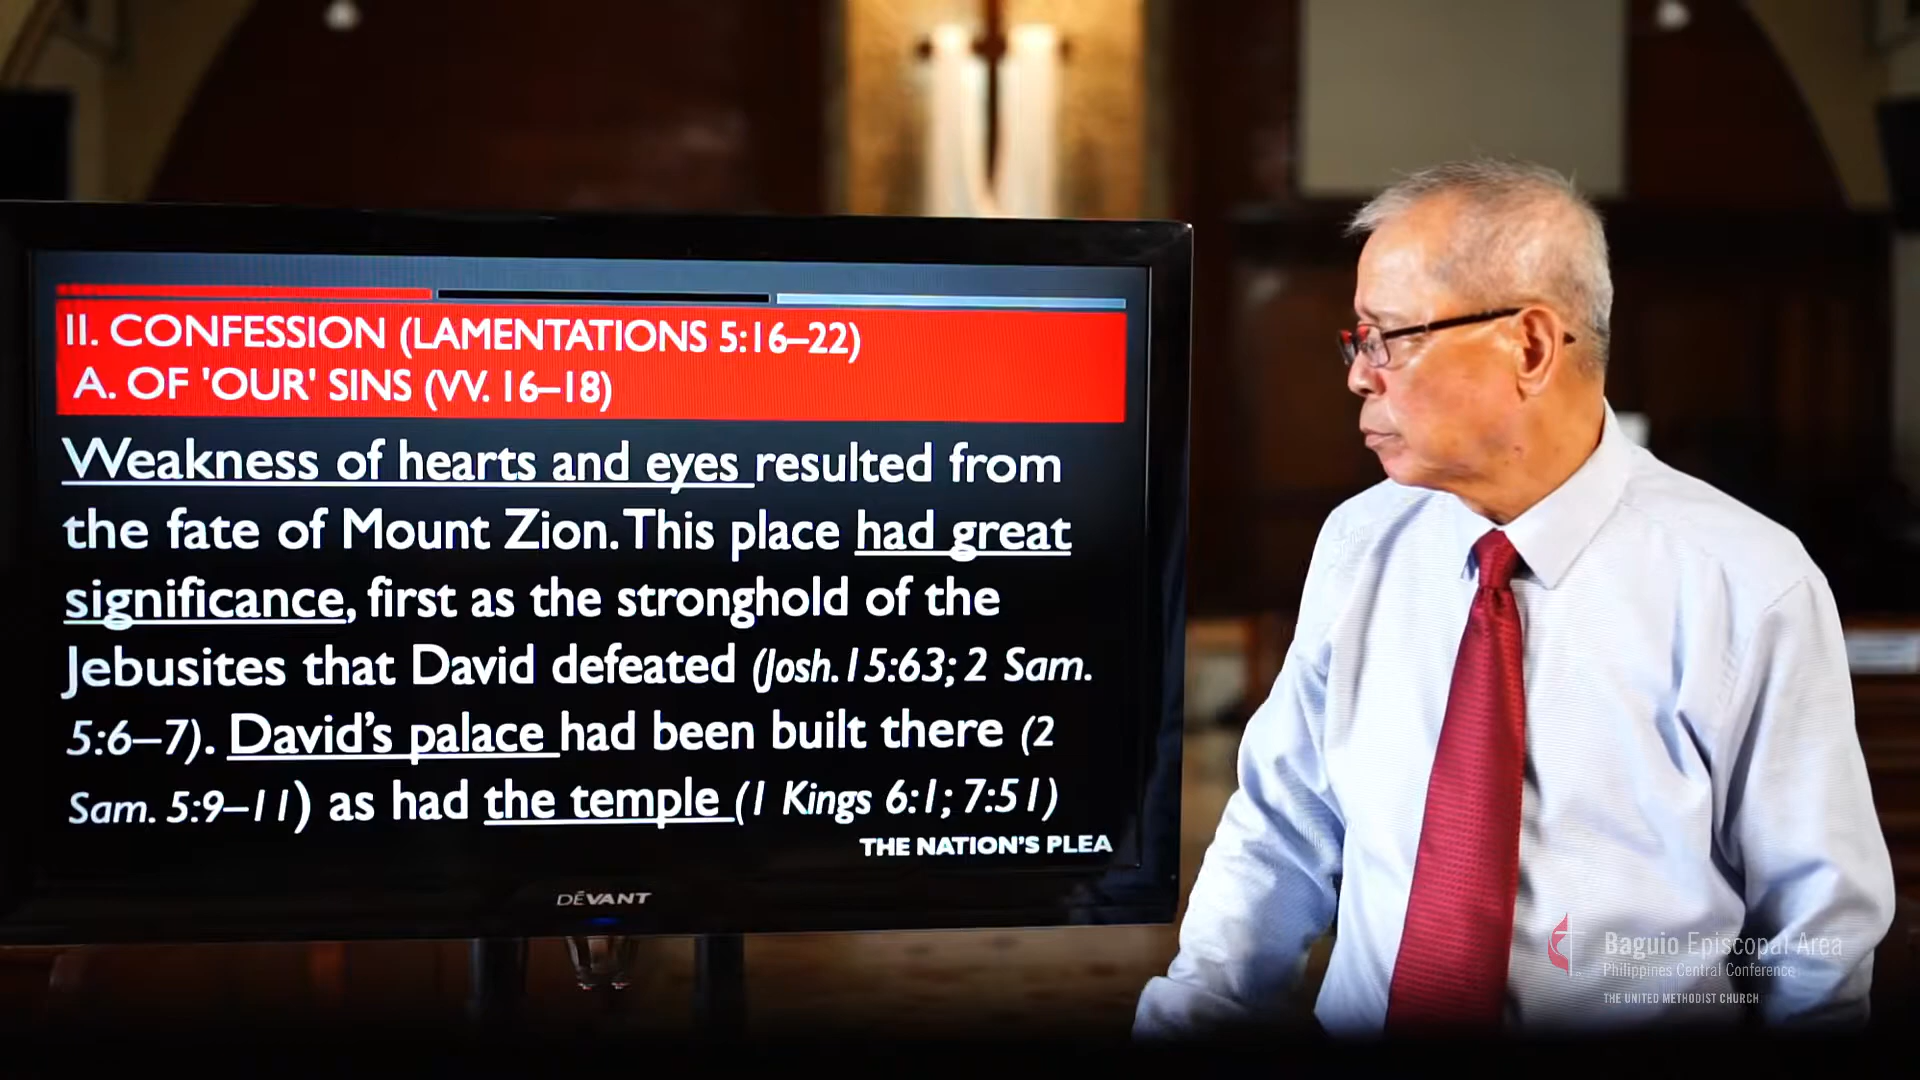 II. CONFESSION (LAMENTATIONS 5:16–22)
A. OF 'OUR' SINS (VV. 16–18)
Weakness of hearts and eyes resulted from
the fate of Mount Zion. This place had great
significance, first as the stronghold of the
Jebusites that David defeated (Josh. 15:63; 2 Sam.
5:6–7). David's palace had been built there (2
Sam. 5:9–11) as had the temple (1 Kings 6:1; 7:51)
THE NATION'S PLEA
DĒVANT
Baguio Episcopal Area
Philippines Central Conference
THE UNITED METHODIST CHURCH